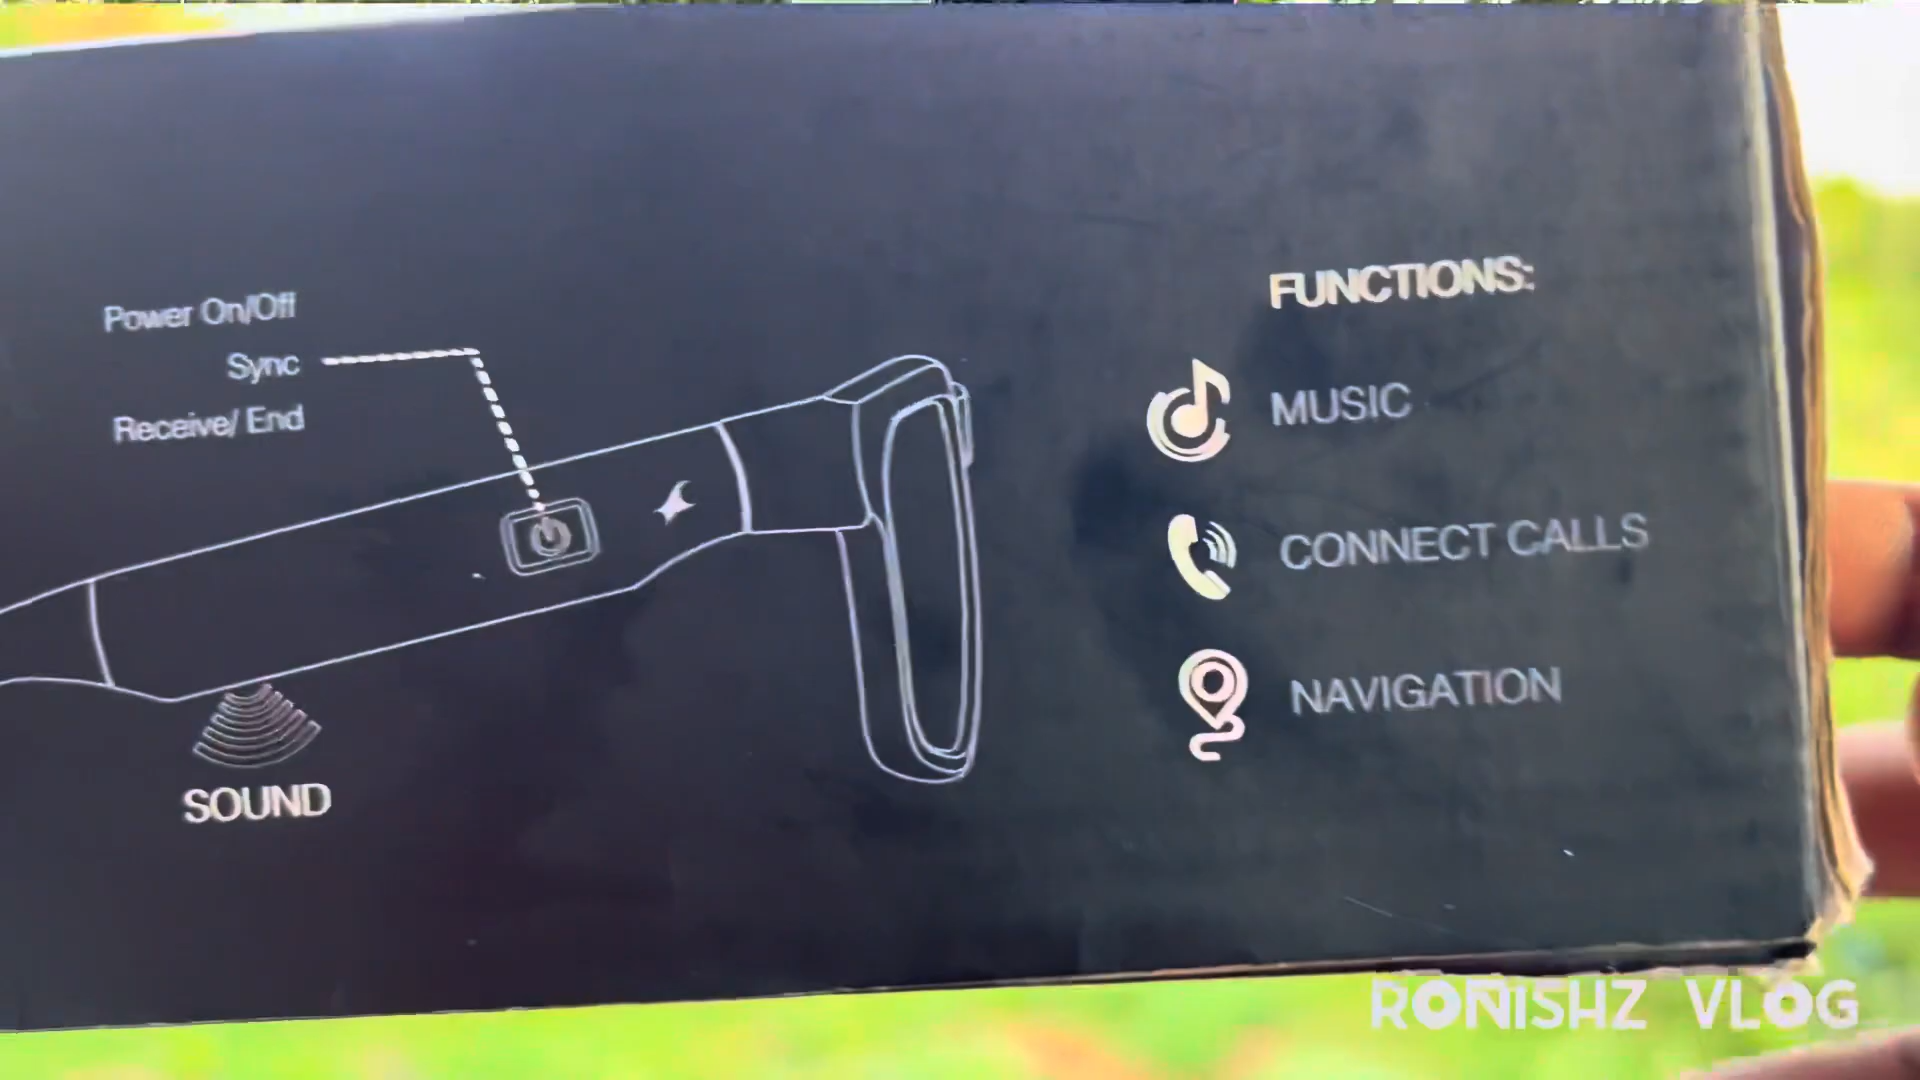 Power On/Off
Sync
Receive/ End
SOUND
FUNCTIONS:
MUSIC
CONNECT CALLS
NAVIGATION
RONISHZ VLOG